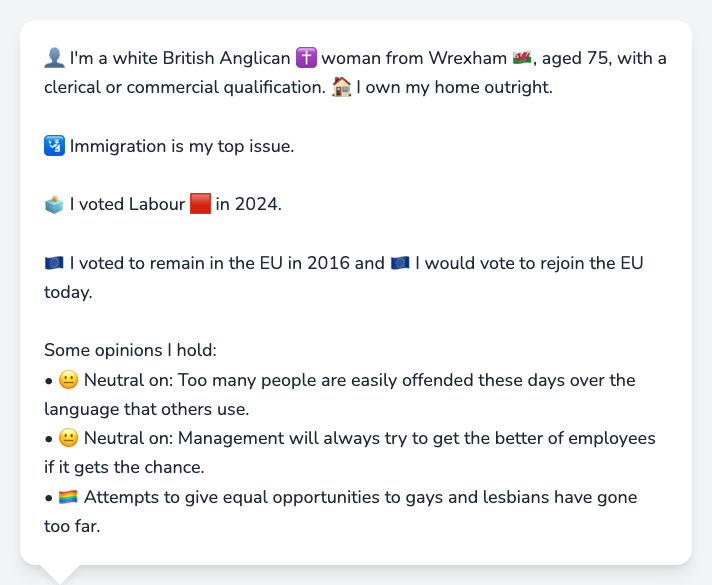 👤 I'm a white British Anglican ✝️ woman from Wrexham 🏴󠁧󠁢󠁷󠁬󠁳󠁿, aged 75, with a
clerical or commercial qualification. 🏠 I own my home outright.
🛂 Immigration is my top issue.
🗳️ I voted Labour 🟥 in 2024.
🇪🇺 I voted to remain in the EU in 2016 and 🇪🇺 I would vote to rejoin the EU
today.
Some opinions I hold:
• 😐 Neutral on: Too many people are easily offended these days over the
language that others use.
• 😐 Neutral on: Management will always try to get the better of employees
if it gets the chance.
• 🏳️‍🌈 Attempts to give equal opportunities to gays and lesbians have gone
too far.